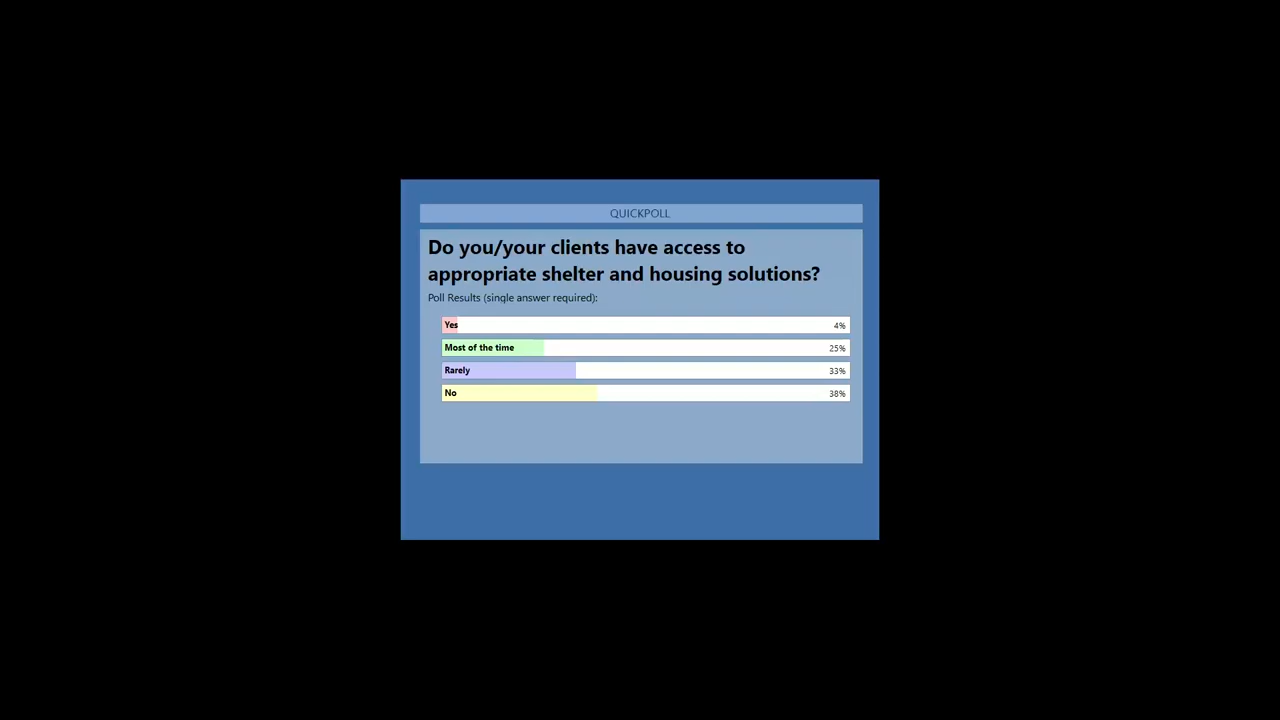 QUICKPOLL
Do you/your clients have access to
appropriate shelter and housing solutions?
Poll Results (single answer required):
Yes 4%
Most of the time 25%
Rarely 33%
No 38%